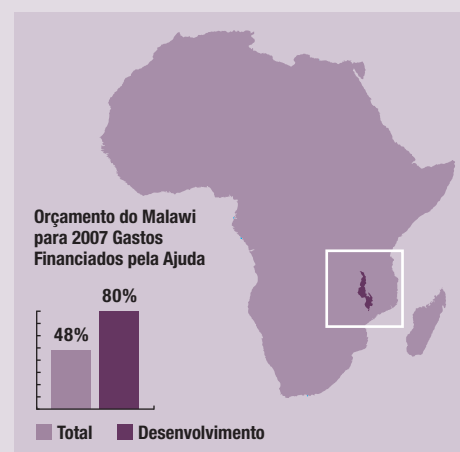 Orçamento do Malawi
para 2007 Gastos
Financiados pela Ajuda
80%
48%
Total
Desenvolvimento